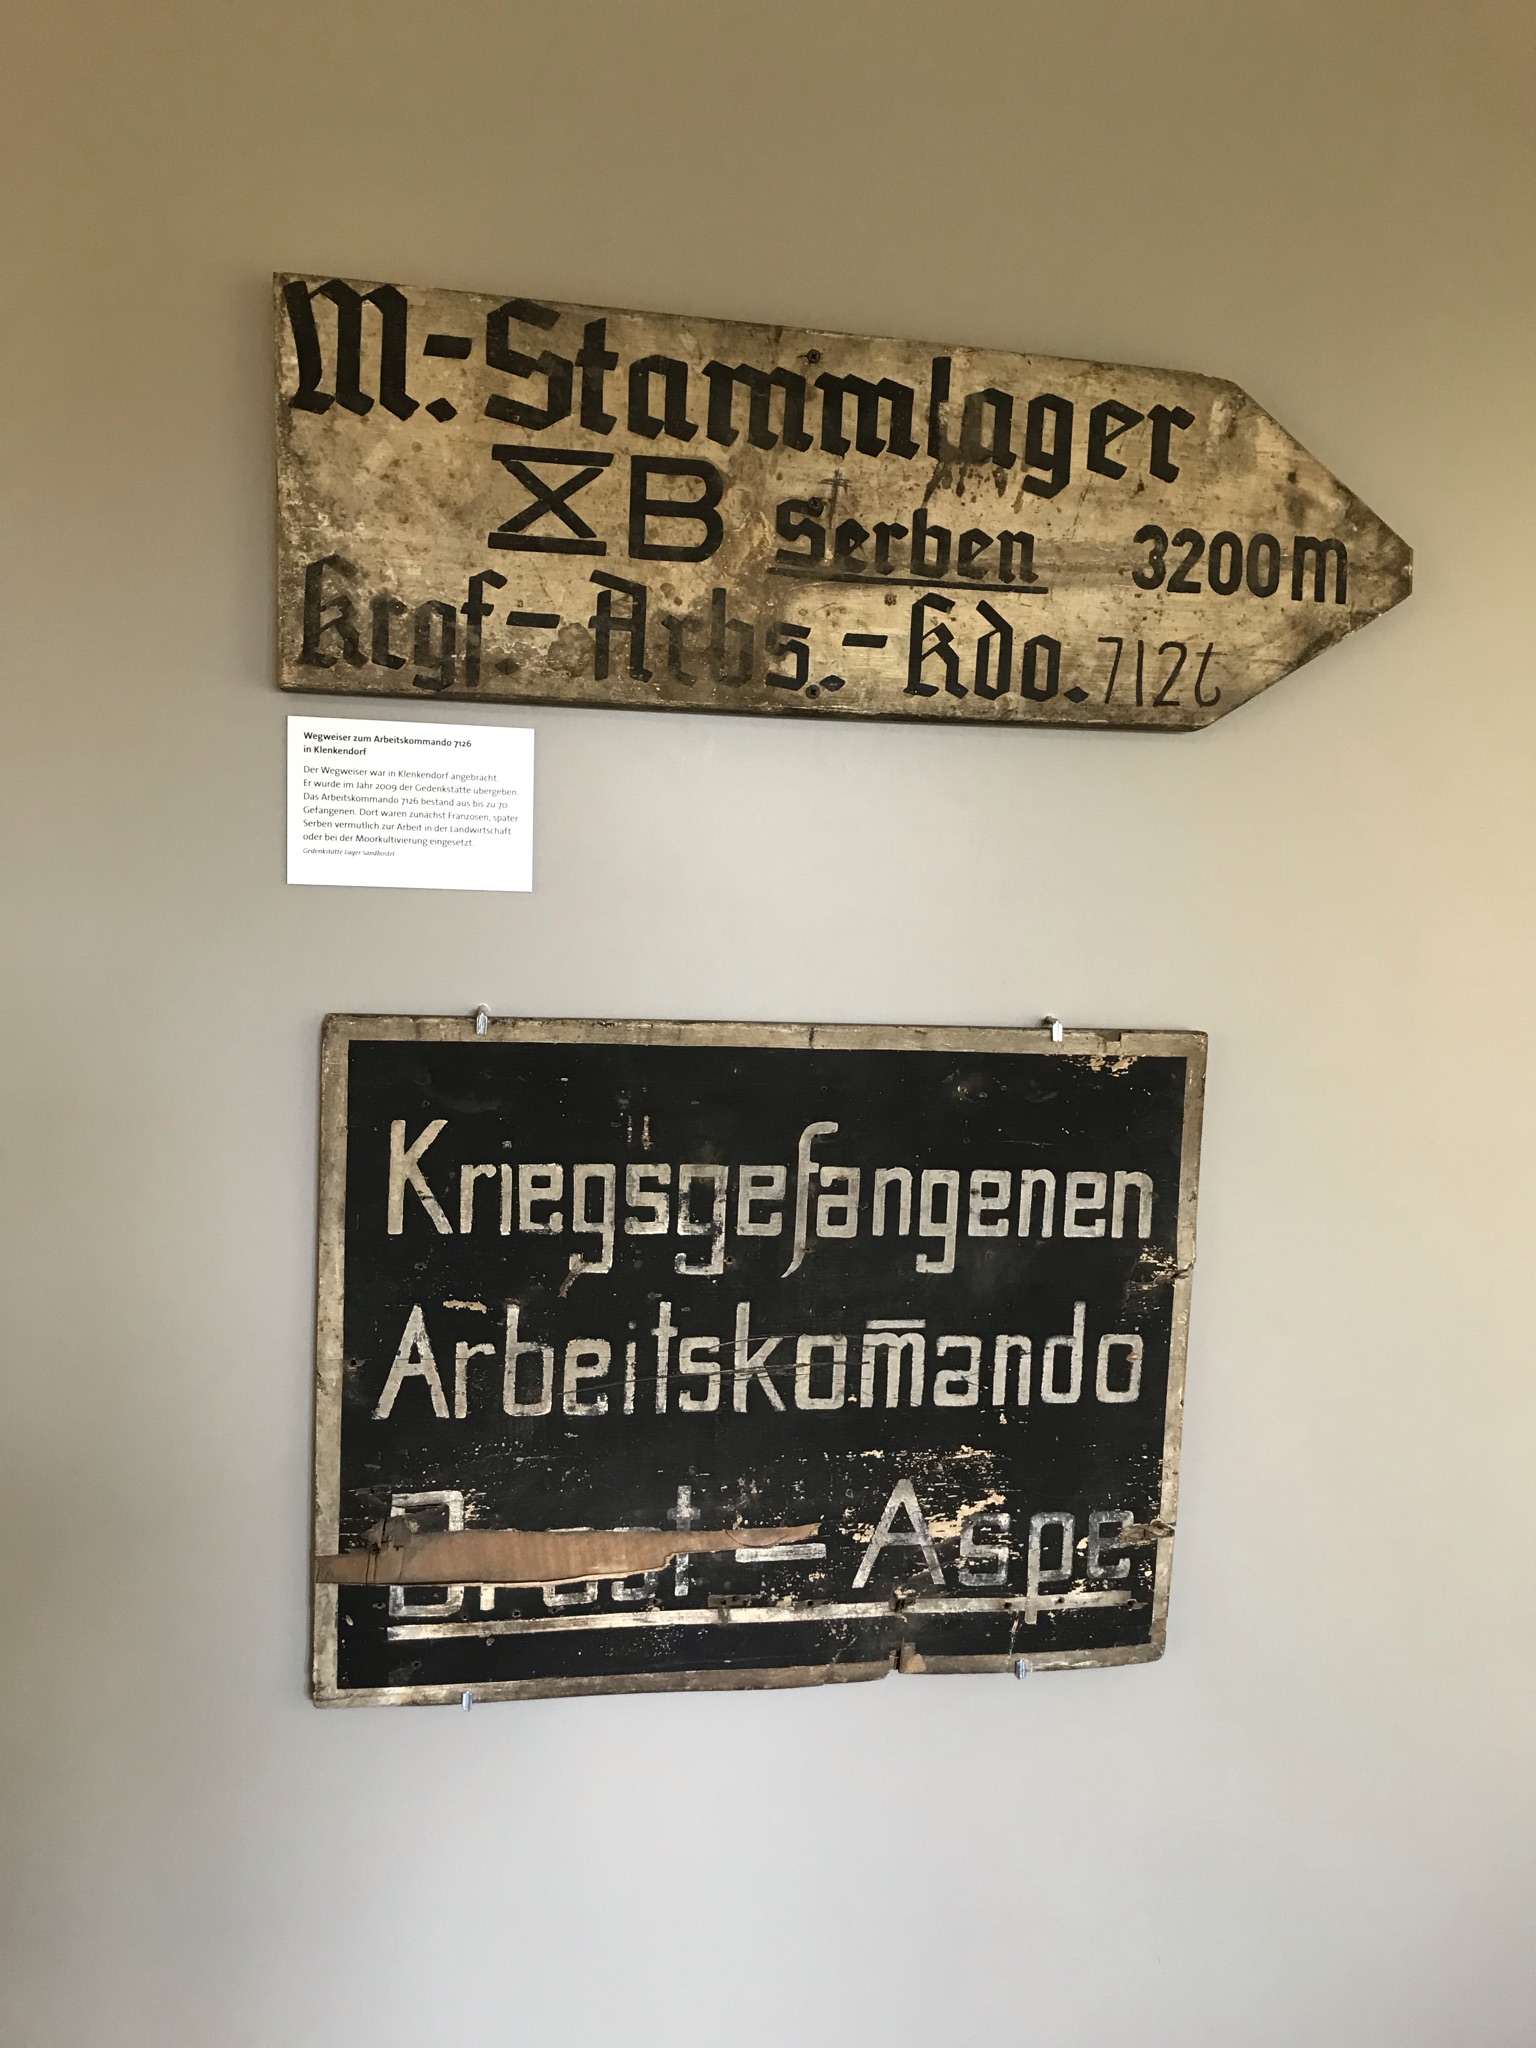 M.-Stammlager
XB Serben 3200m
Krgf.-Arbs.-Kdo. 7126
Wegweiser zum Arbeitskommando 7126
in Klenkendorf
Der Wegweiser war in Klenkendorf angebracht.
Er wurde im Jahr 2009 der Gedenkstätte übergeben.
Das Arbeitskommando 7126 bestand aus bis zu 70
Gefangenen. Dort waren zunächst Franzosen, später
Serben vermutlich zur Arbeit in der Landwirtschaft
oder bei der Moorkultivierung eingesetzt.
Gedenkstätte Lager Sandbostel
Kriegsgefangenen
Arbeitskom̄ando
– Aspe